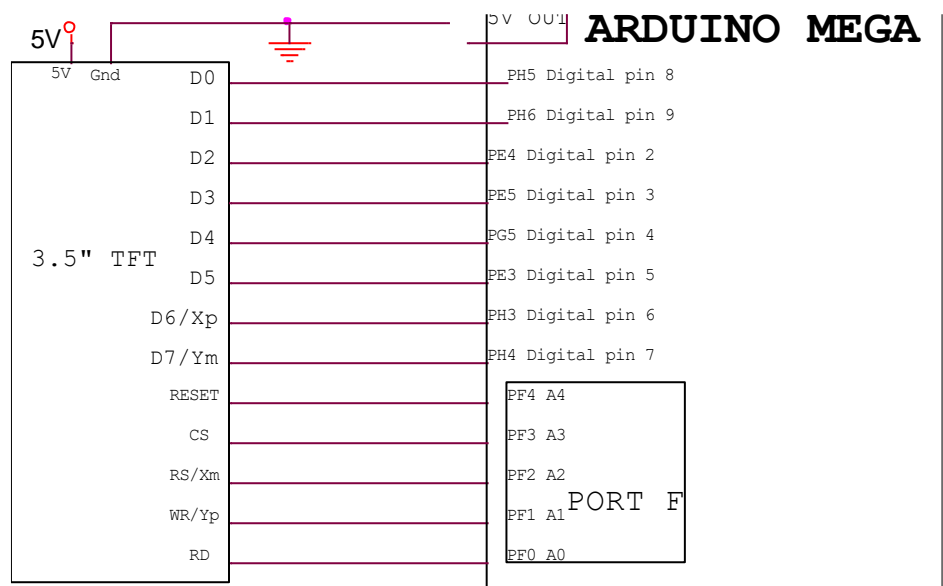 5V OUT ARDUINO MEGA
5V
5V Gnd
D0 PH5 Digital pin 8
D1 PH6 Digital pin 9
D2 PE4 Digital pin 2
D3 PE5 Digital pin 3
D4 PG5 Digital pin 4
3.5" TFT
D5 PE3 Digital pin 5
D6/Xp PH3 Digital pin 6
D7/Ym PH4 Digital pin 7
RESET PF4 A4
CS PF3 A3
RS/Xm PF2 A2
PORT F
WR/Yp PF1 A1
RD PF0 A0